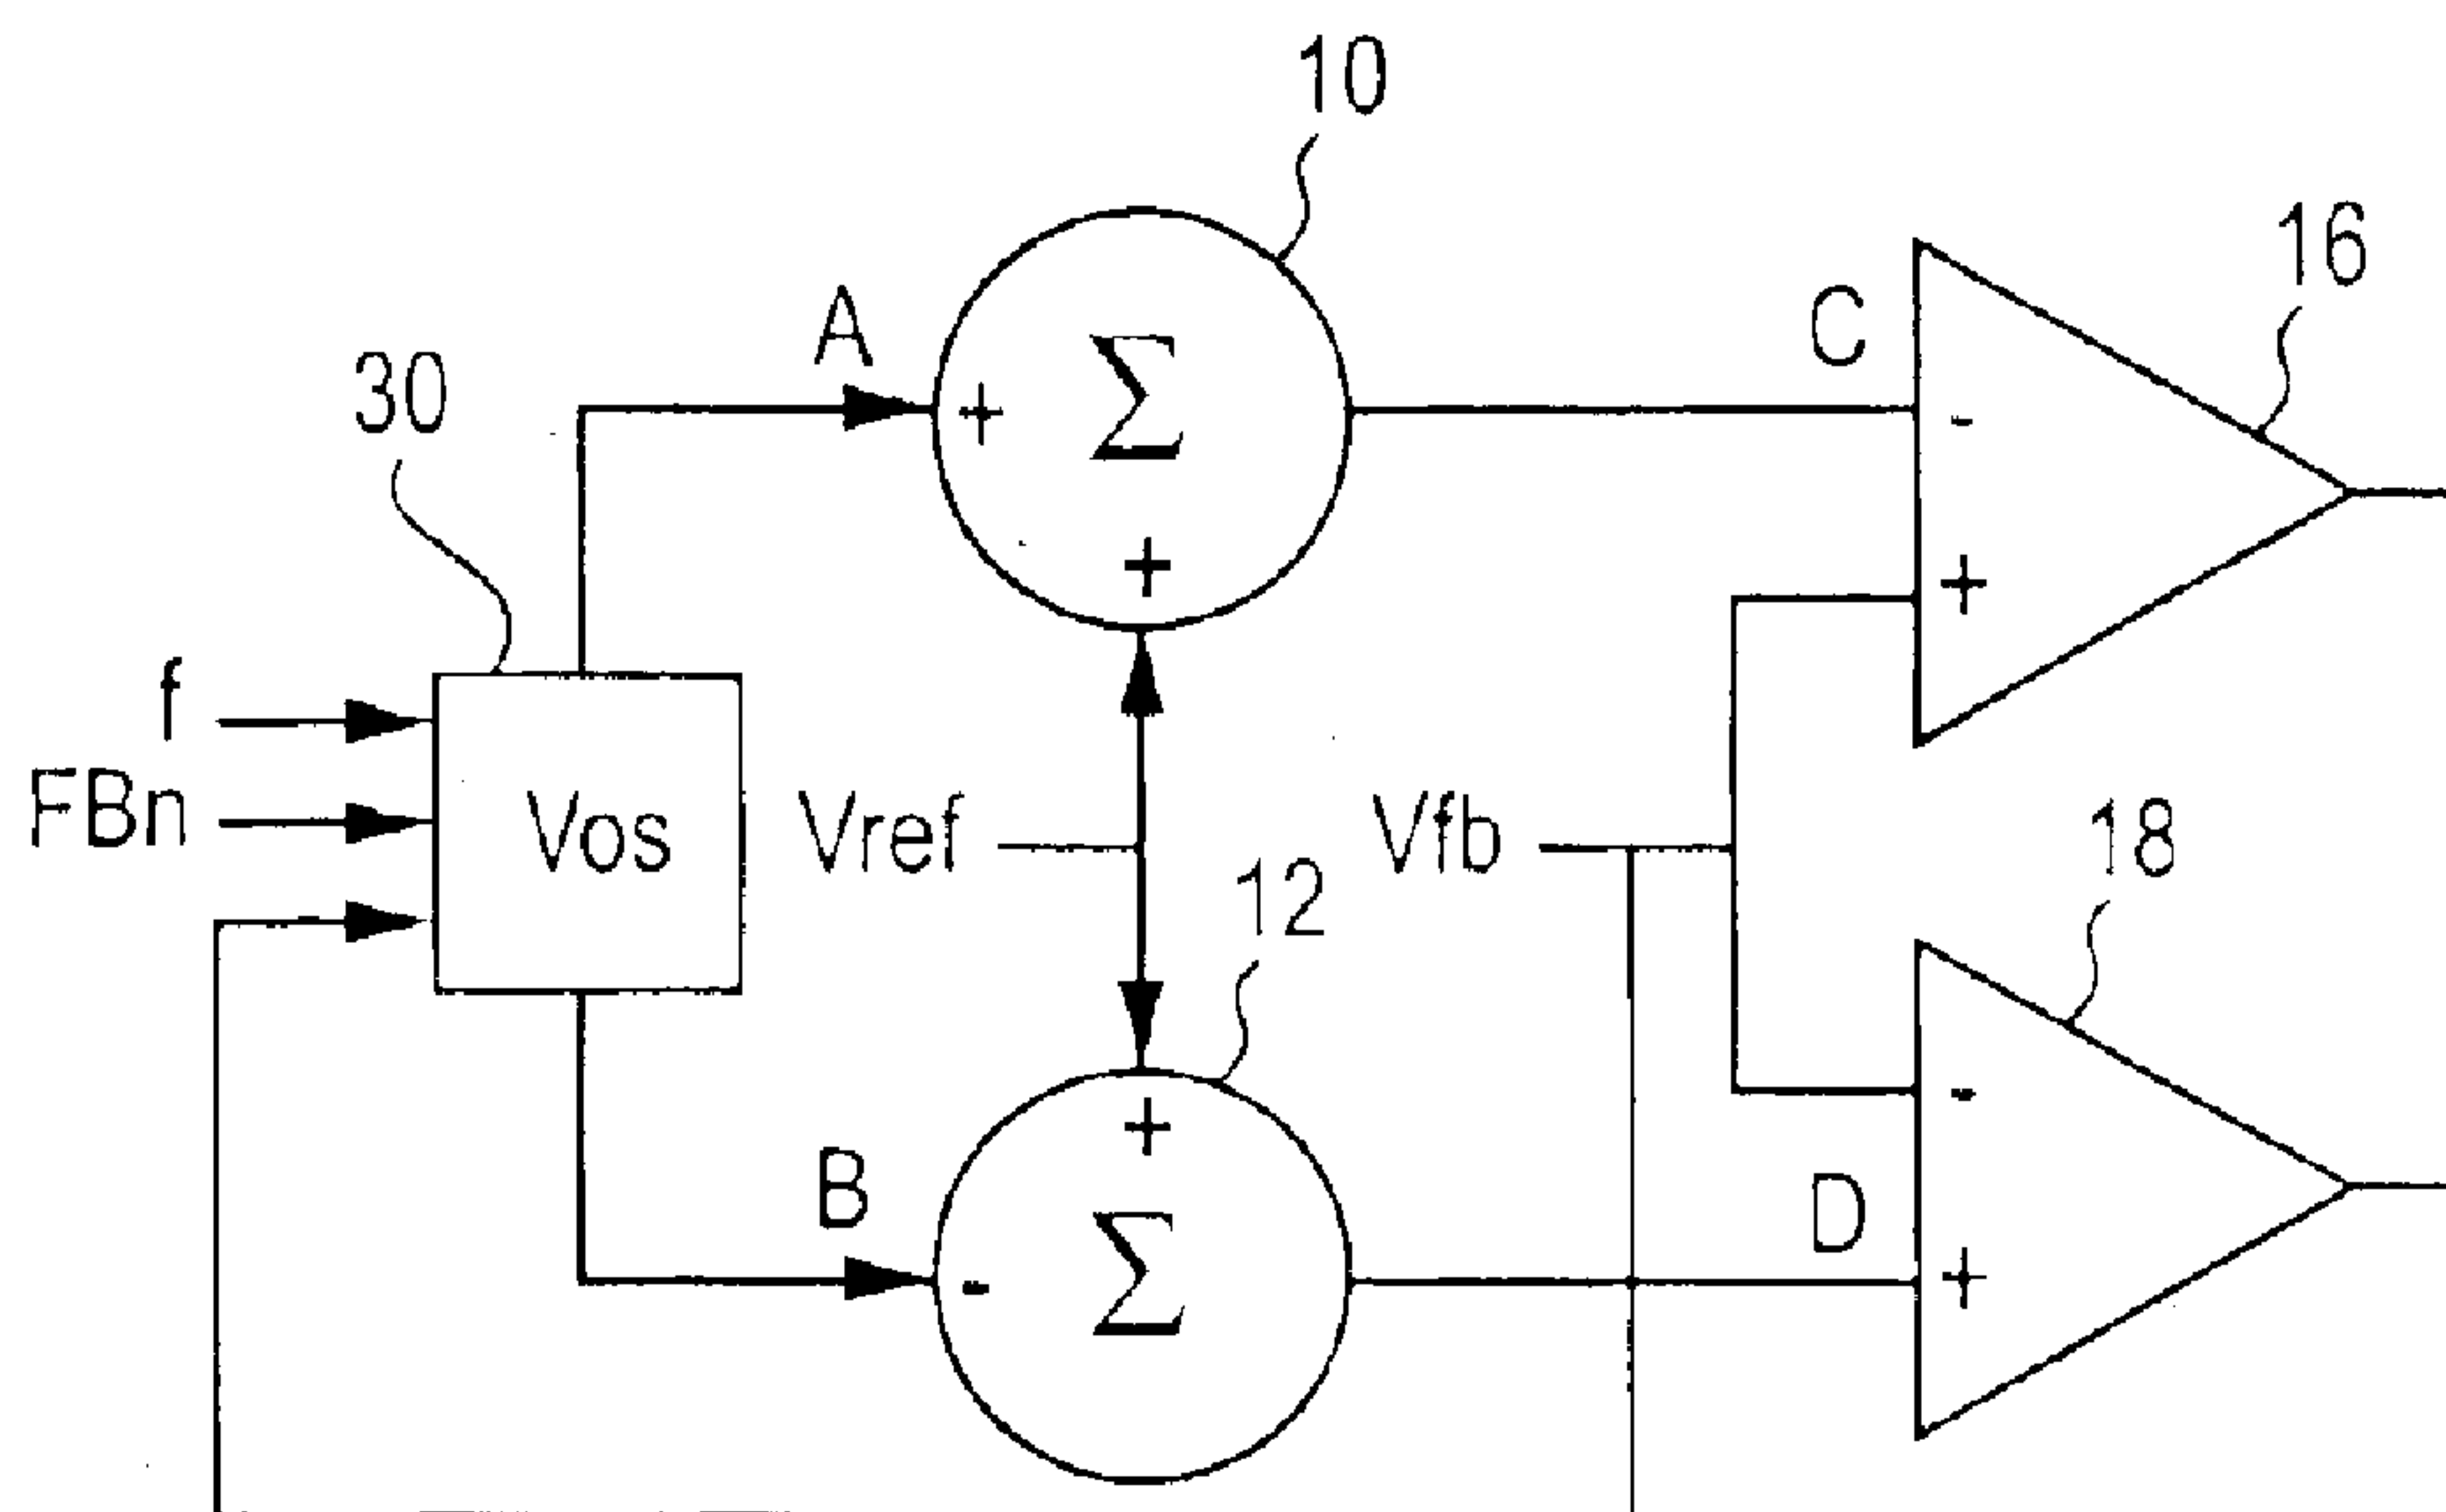 10
16
A
C
30
Σ
+
-
+
+
f
FBn
Vos
Vref
Vfb
18
12
+
-
B
D
Σ
-
+